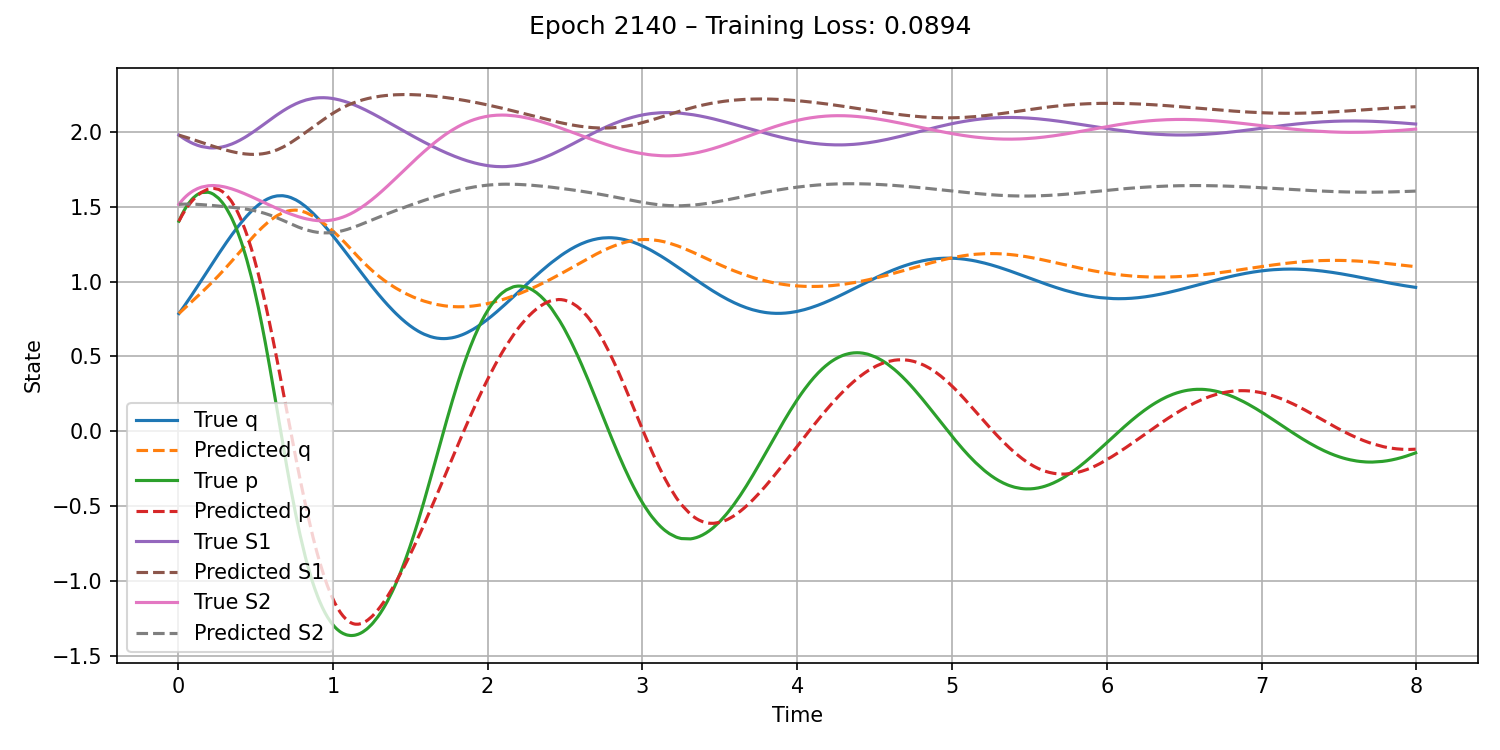 Epoch 2140 – Training Loss: 0.0894
State
2.0
1.5
1.0
0.5
0.0
−0.5
−1.0
−1.5
True q
Predicted q
True p
Predicted p
True S1
Predicted S1
True S2
Predicted S2
0 1 2 3 4 5 6 7 8
Time